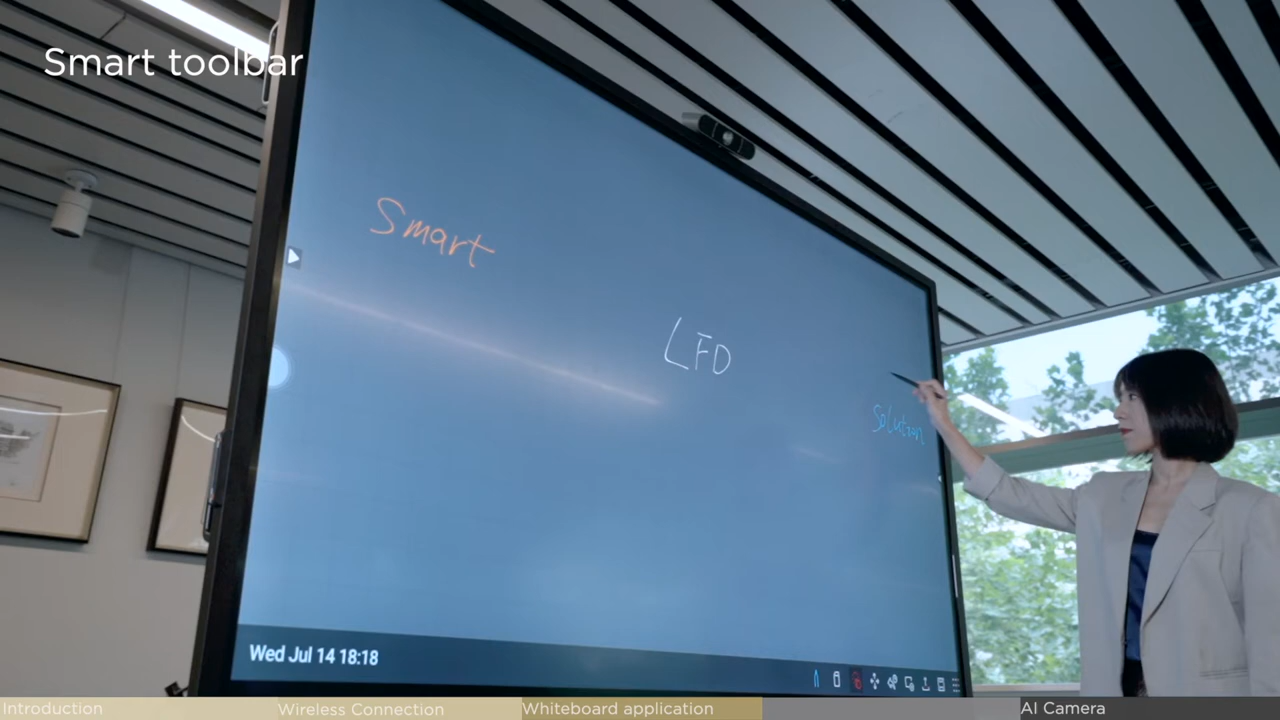 Smart toolbar
Smart
LFD
Solution
Wed Jul 14 18:18
Introduction
Wireless Connection
Whiteboard application
AI Camera